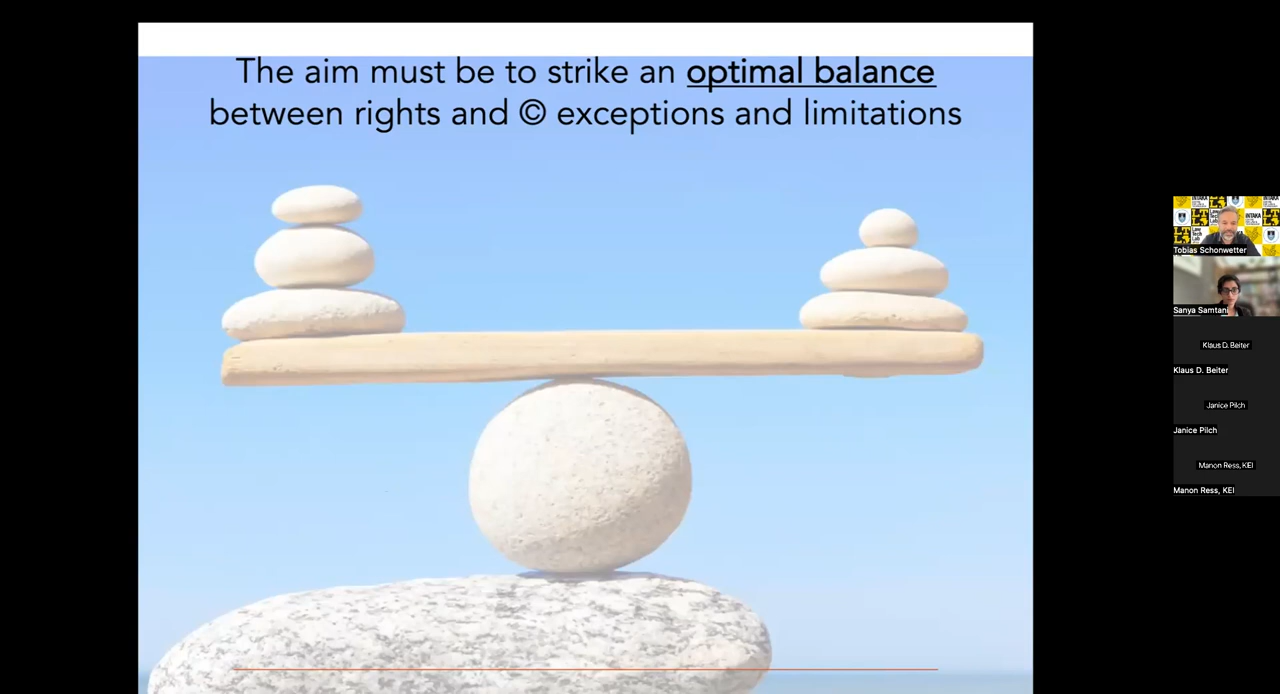 The aim must be to strike an optimal balance
between rights and © exceptions and limitations
Tobias Schonwetter
Sanya Samtani
Klaus D. Beiter
Klaus D. Beiter
Janice Pilch
Janice Pilch
Manon Ress, KEI
Manon Ress, KEI